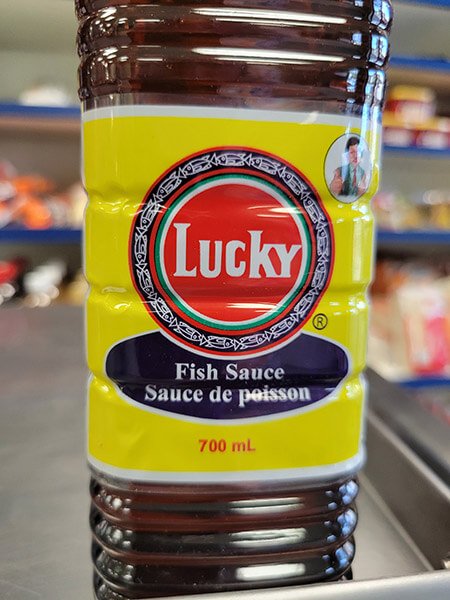 LUCKY
®
Fish Sauce
Sauce de poisson
700 mL